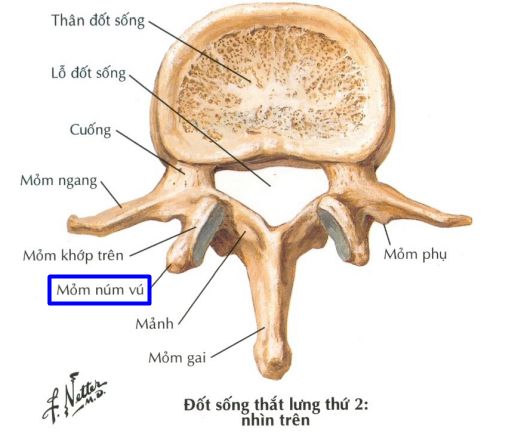 Thân đốt sống
Lỗ đốt sống
Cuống
Mỏm ngang
Mỏm khớp trên
Mỏm phụ
Mỏm núm vú
Mảnh
Mỏm gai
F. Netter
M.D.
Đốt sống thắt lưng thứ 2:
nhìn trên